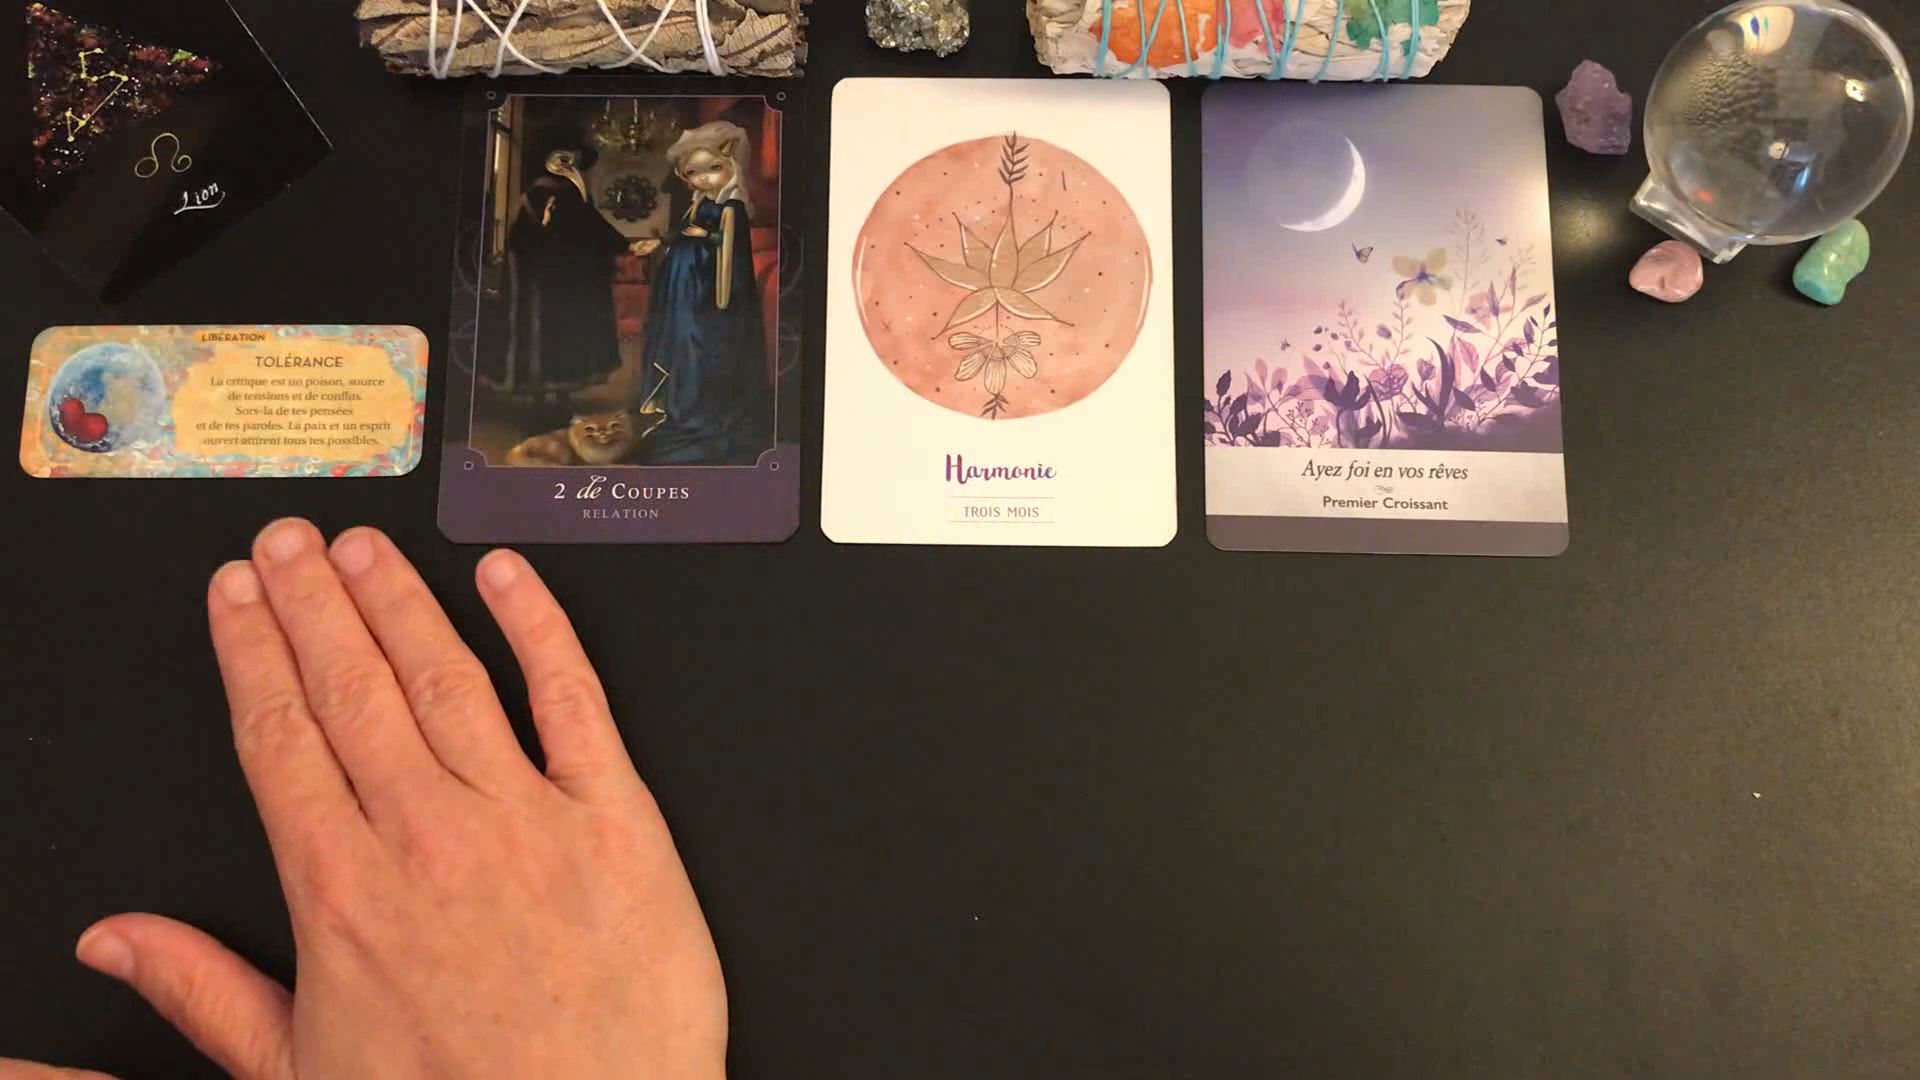 Lion
LIBÉRATION
TOLÉRANCE
La critique est un poison, source
de tensions et de conflits.
Sors-la de tes pensées
et de tes paroles. La paix et un esprit
ouvert attirent tous tes possibles.
2 de COUPES
RELATION
Harmonie
TROIS MOIS
Ayez foi en vos rêves
Premier Croissant